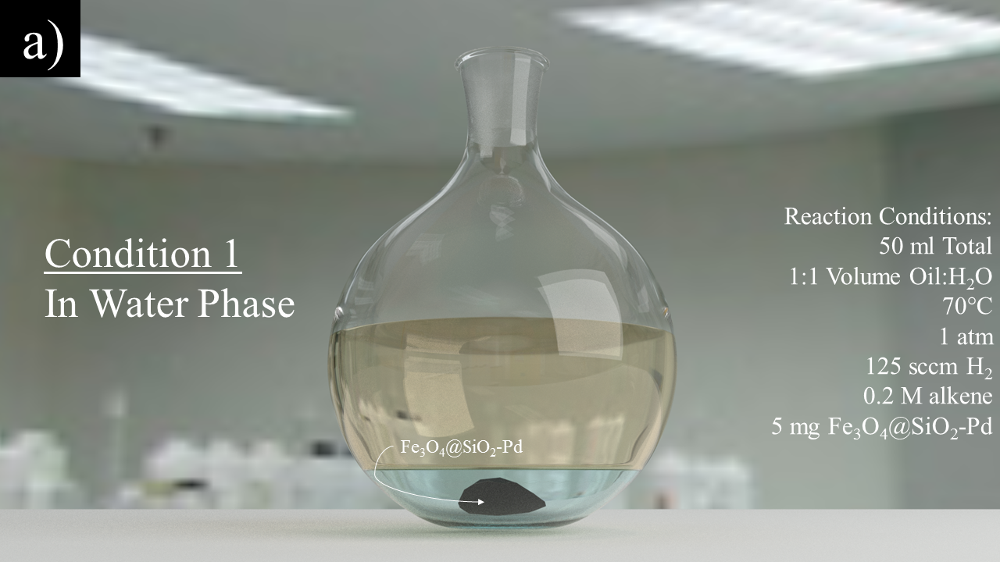 a)
Condition 1
In Water Phase
Reaction Conditions:
50 ml Total
1:1 Volume Oil:H₂O
70°C
1 atm
125 sccm H₂
0.2 M alkene
5 mg Fe₃O₄@SiO₂-Pd
Fe₃O₄@SiO₂-Pd